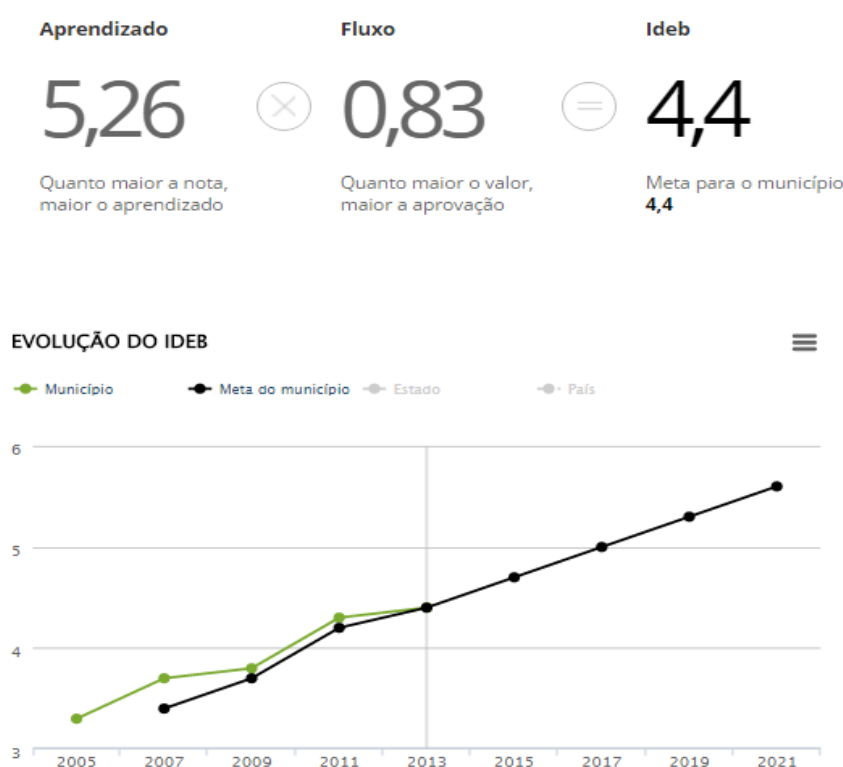 Aprendizado Fluxo Ideb
5,26 × 0,83 = 4,4
Quanto maior a nota,
maior o aprendizado
Quanto maior o valor,
maior a aprovação
Meta para o município
4,4
EVOLUÇÃO DO IDEB
Município Meta do município Estado País
6
5
4
3
2005 2007 2009 2011 2013 2015 2017 2019 2021